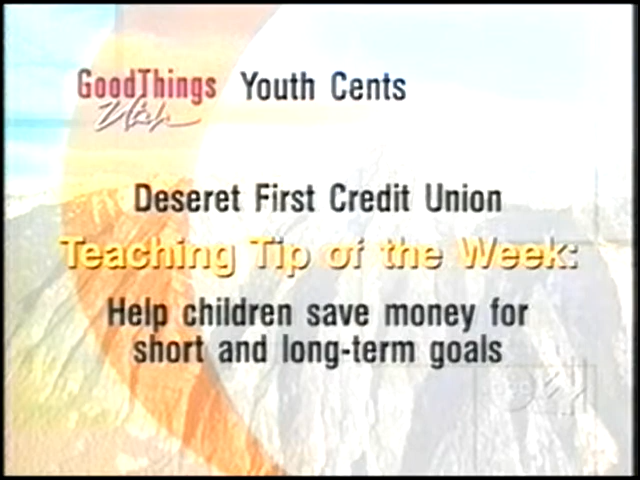 GoodThings Youth Cents
Utah
Deseret First Credit Union
Teaching Tip of the Week:
Help children save money for
short and long-term goals